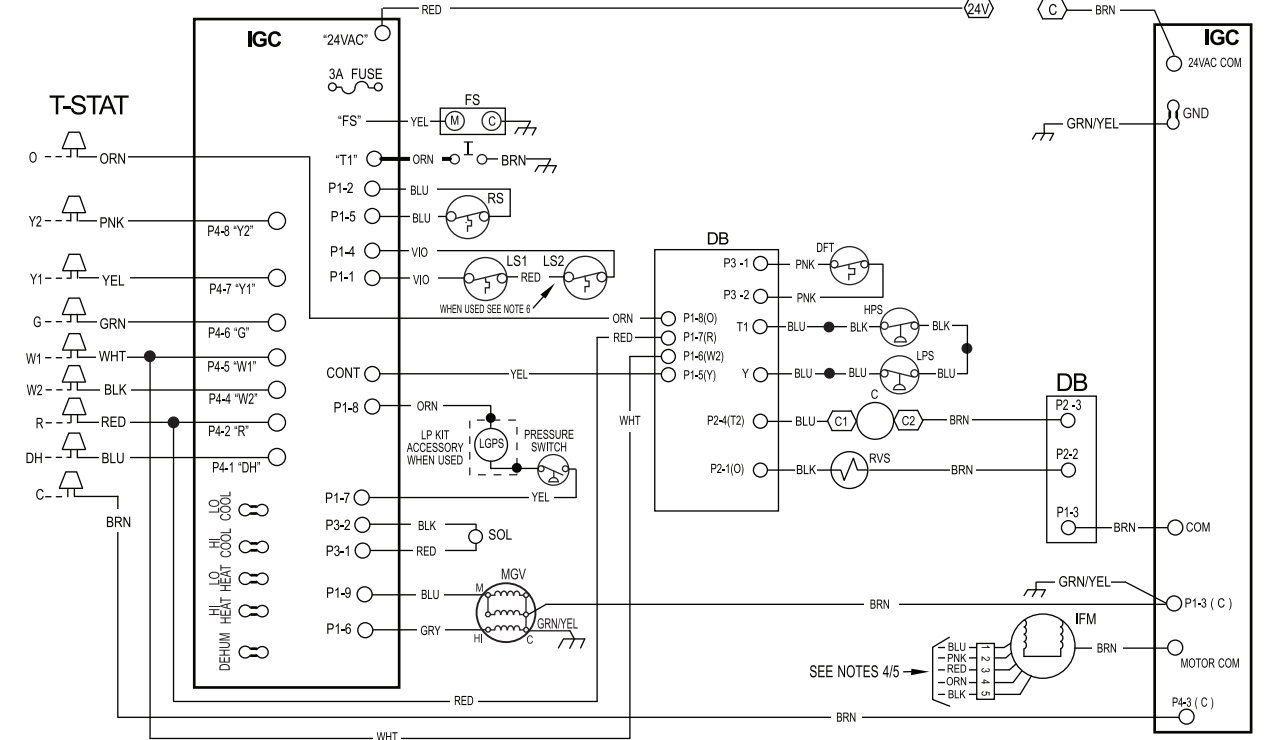 RED
24V
C
BRN
IGC
"24VAC"
IGC
24VAC COM
3A FUSE
T-STAT
FS
"FS"
YEL
M
C
GRN/YEL
GND
O
ORN
"T1"
ORN
BRN
P1-2
BLU
RS
P1-5
BLU
Y2
PNK
P4-8 "Y2"
P1-4
VIO
LS1
RED
LS2
P1-1
VIO
WHEN USED SEE NOTE 6
DB
P3 -1
PNK
DFT
P3 -2
PNK
Y1
YEL
P4-7 "Y1"
G
GRN
P4-6 "G"
ORN
P1-8(O)
RED
P1-7(R)
P1-6(W2)
YEL
P1-5(Y)
T1
BLU
BLK
HPS
BLK
Y
BLU
BLU
LPS
BLU
W1
WHT
P4-5 "W1"
CONT
W2
BLK
P4-4 "W2"
P1-8
ORN
R
RED
P4-2 "R"
LP KIT
ACCESSORY
WHEN USED
LGPS
PRESSURE
SWITCH
WHT
P2-4(T2)
BLU
C1
C
C2
BRN
DB
P2 -3
DH
BLU
P4-1 "DH"
P2-1(O)
BLK
RVS
BRN
P2-2
C
BRN
P1-7
YEL
LO
COOL
P3-2
BLK
SOL
P3-1
RED
P1-3
BRN
COM
HI
COOL
LO
HEAT
P1-9
BLU
MGV
M
HI
C
GRN/YEL
BRN
GRN/YEL
P1-3 ( C )
HI
HEAT
P1-6
GRY
DEHUM
SEE NOTES 4/5
BLU
PNK
RED
ORN
BLK
1
2
3
4
5
IFM
BRN
MOTOR COM
RED
P4-3 ( C )
BRN
WHT